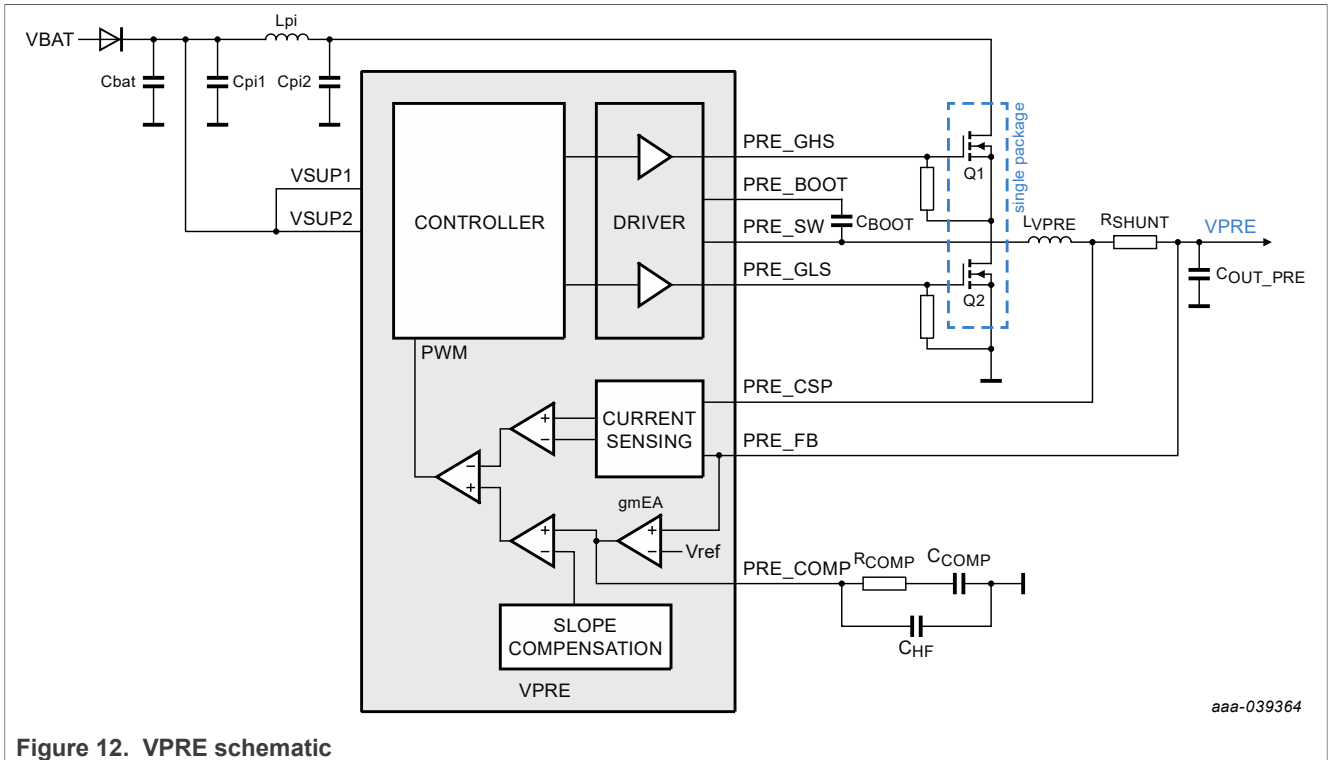 VBAT
Lpi
Cbat
Cpi1
Cpi2
VSUP1
VSUP2
CONTROLLER
DRIVER
PRE_GHS
PRE_BOOT
PRE_SW
PRE_GLS
CBOOT
Q1
Q2
single package
LVPRE
RSHUNT
VPRE
COUT_PRE
PWM
CURRENT
SENSING
+
−
PRE_CSP
PRE_FB
−
+
gmEA
+
−
+
−
Vref
PRE_COMP
RCOMP
CCOMP
CHF
SLOPE
COMPENSATION
VPRE
aaa-039364
Figure 12. VPRE schematic